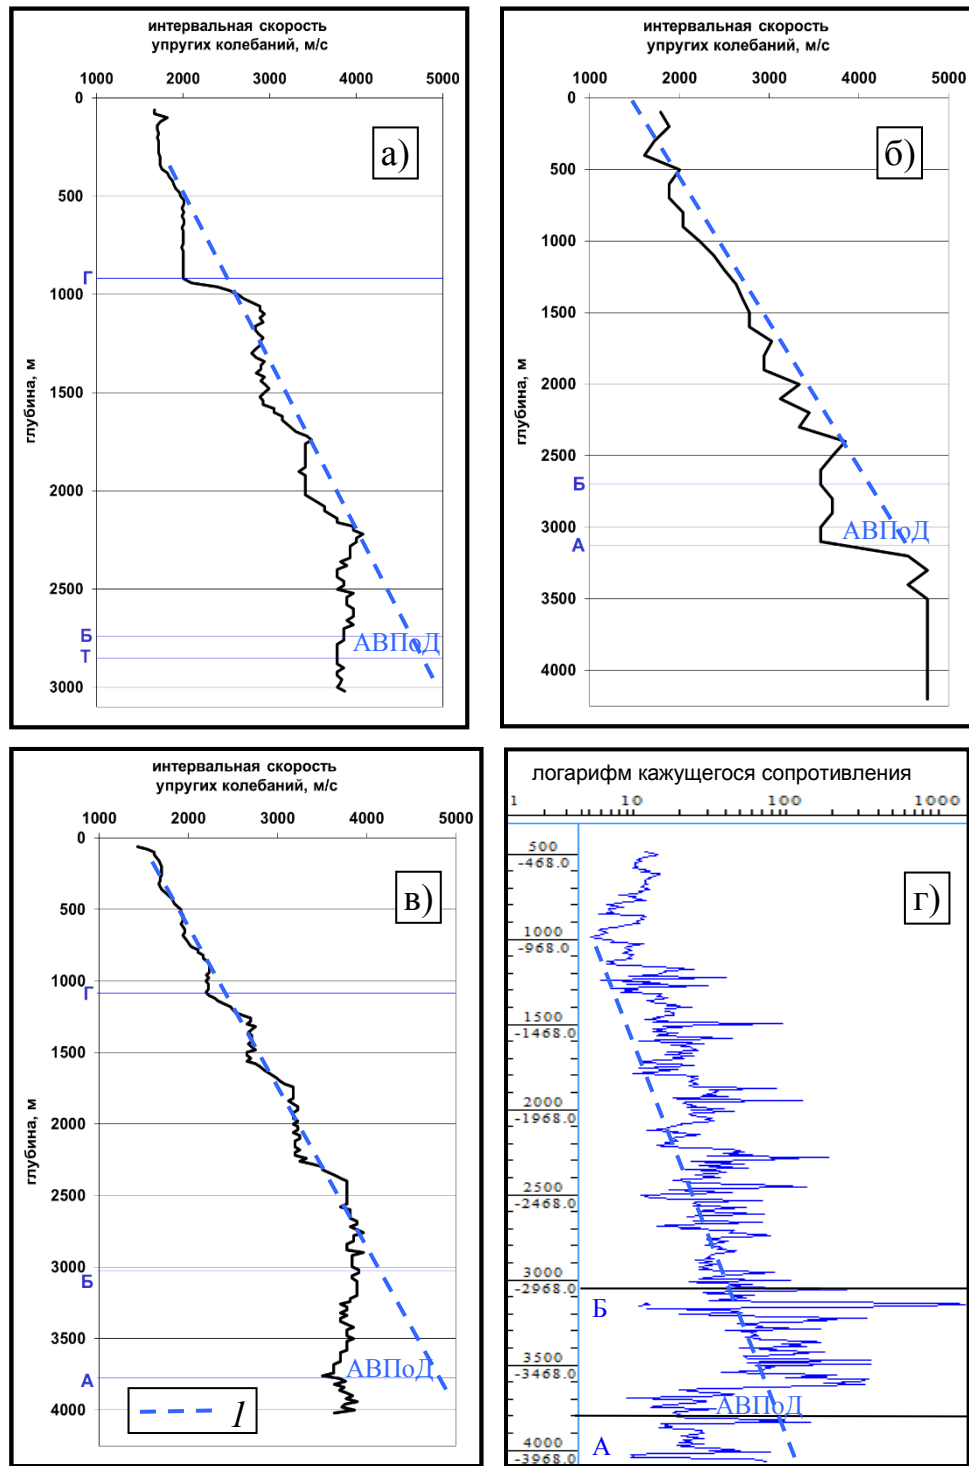 интервальная скорость
упругих колебаний, м/с
1000 2000 3000 4000 5000
0
а)
500
Г
1000
1500
глубина, м
2000
2500
Б
АВПоД
Т
3000
интервальная скорость
упругих колебаний, м/с
1000 2000 3000 4000 5000
0
б)
500
1000
1500
глубина, м
2000
2500
Б
3000
АВПоД
А
3500
4000
интервальная скорость
упругих колебаний, м/с
1000 2000 3000 4000 5000
0
в)
500
1000
Г
1500
глубина, м
2000
2500
3000
Б
3500
АВПоД
А
4000
1
логарифм кажущегося сопротивления
1 10 100 1000
500
-468.0
г)
1000
-968.0
1500
-1468.0
2000
-1968.0
2500
-2468.0
3000
-2968.0
Б
3500
-3468.0
АВПоД
А
4000
-3968.0